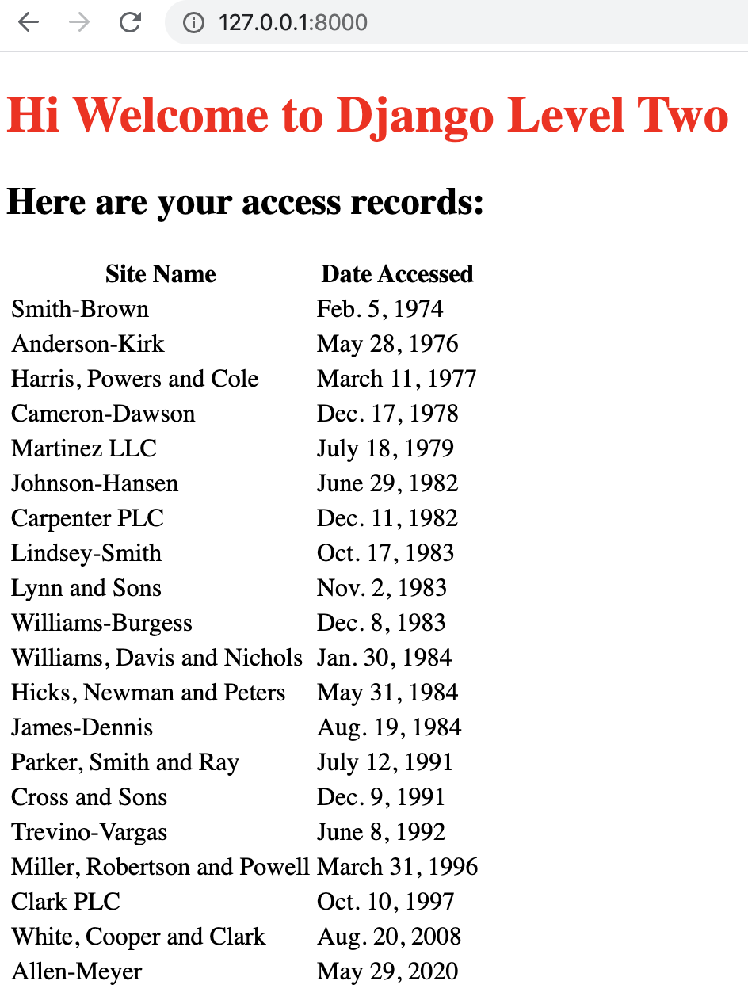 127.0.0.1:8000
Hi Welcome to Django Level Two
Here are your access records:
Site Name Date Accessed
Smith-Brown Feb. 5, 1974
Anderson-Kirk May 28, 1976
Harris, Powers and Cole March 11, 1977
Cameron-Dawson Dec. 17, 1978
Martinez LLC July 18, 1979
Johnson-Hansen June 29, 1982
Carpenter PLC Dec. 11, 1982
Lindsey-Smith Oct. 17, 1983
Lynn and Sons Nov. 2, 1983
Williams-Burgess Dec. 8, 1983
Williams, Davis and Nichols Jan. 30, 1984
Hicks, Newman and Peters May 31, 1984
James-Dennis Aug. 19, 1984
Parker, Smith and Ray July 12, 1991
Cross and Sons Dec. 9, 1991
Trevino-Vargas June 8, 1992
Miller, Robertson and Powell March 31, 1996
Clark PLC Oct. 10, 1997
White, Cooper and Clark Aug. 20, 2008
Allen-Meyer May 29, 2020